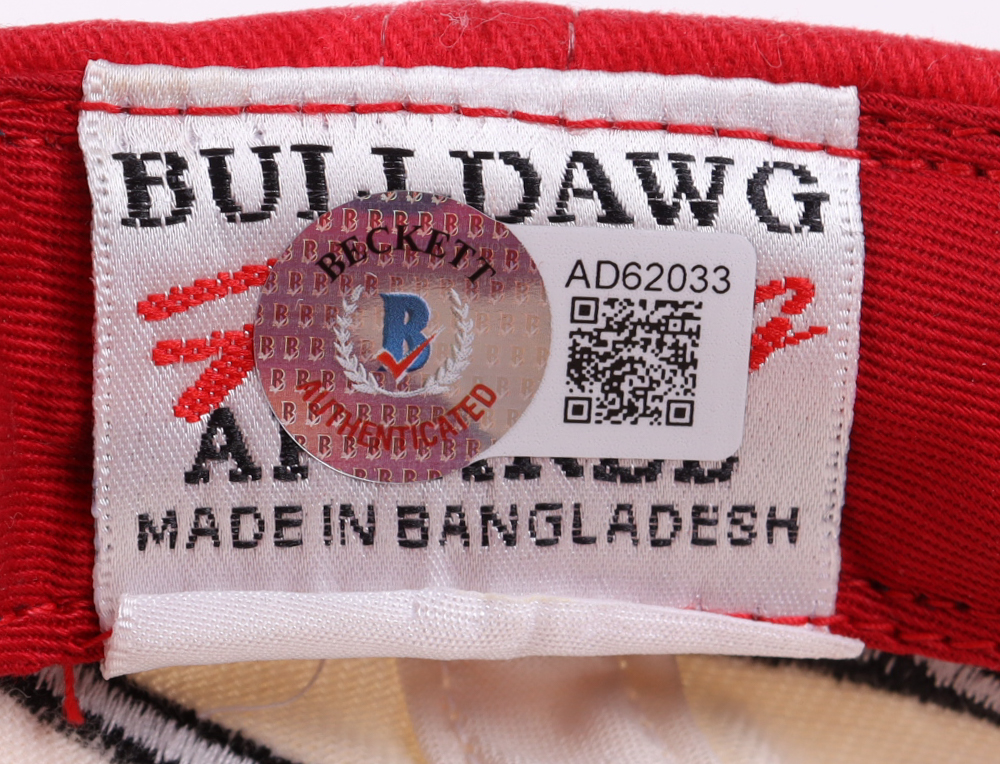 BULLDAWG
BECKETT
AD62033
B
AUTHENTICATED
MADE IN BANGLADESH